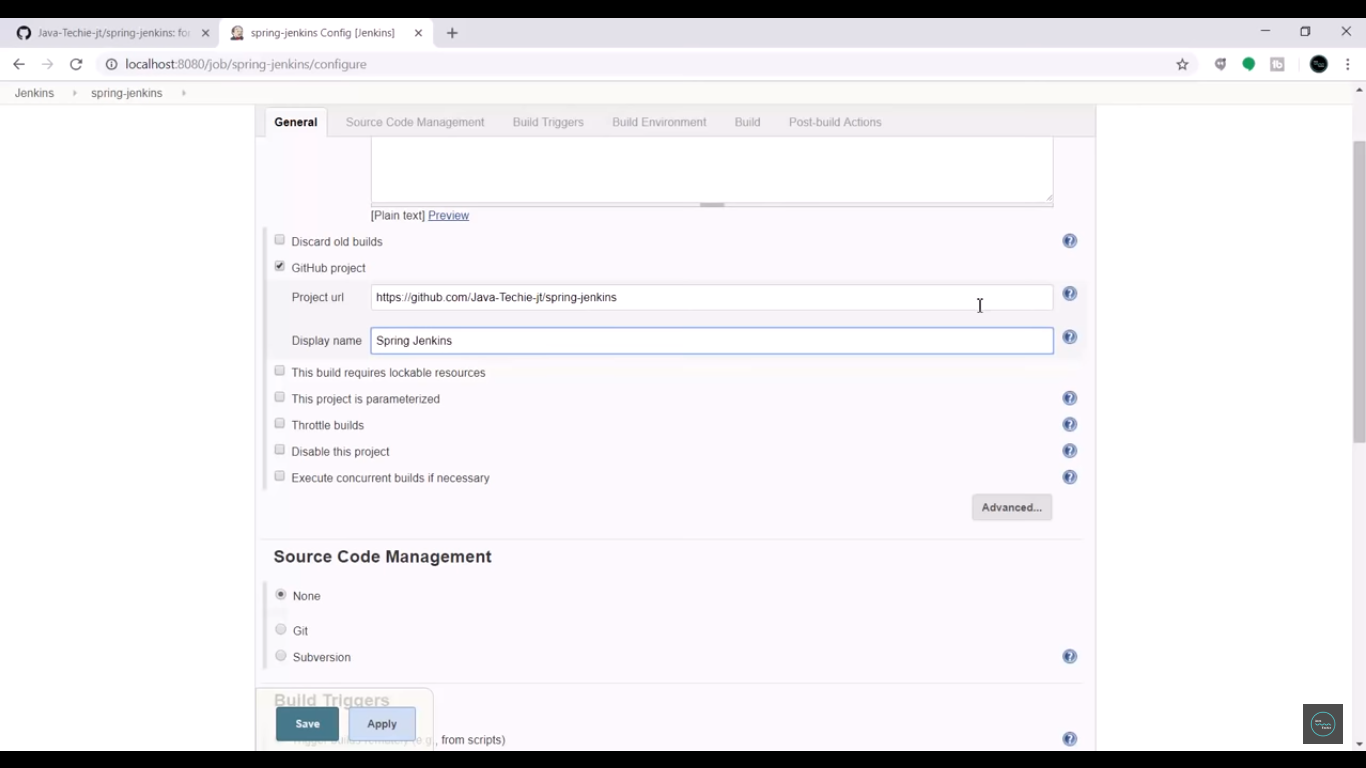 Java-Techie-jt/spring-jenkins: for
spring-jenkins Config [Jenkins]
localhost:8080/job/spring-jenkins/configure
Jenkins spring-jenkins
General Source Code Management Build Triggers Build Environment Build Post-build Actions
[Plain text] Preview
Discard old builds
GitHub project
Project url https://github.com/Java-Techie-jt/spring-jenkins
Display name Spring Jenkins
This build requires lockable resources
This project is parameterized
Throttle builds
Disable this project
Execute concurrent builds if necessary
Advanced...
Source Code Management
None
Git
Subversion
Build Triggers
Save Apply
, from scripts)